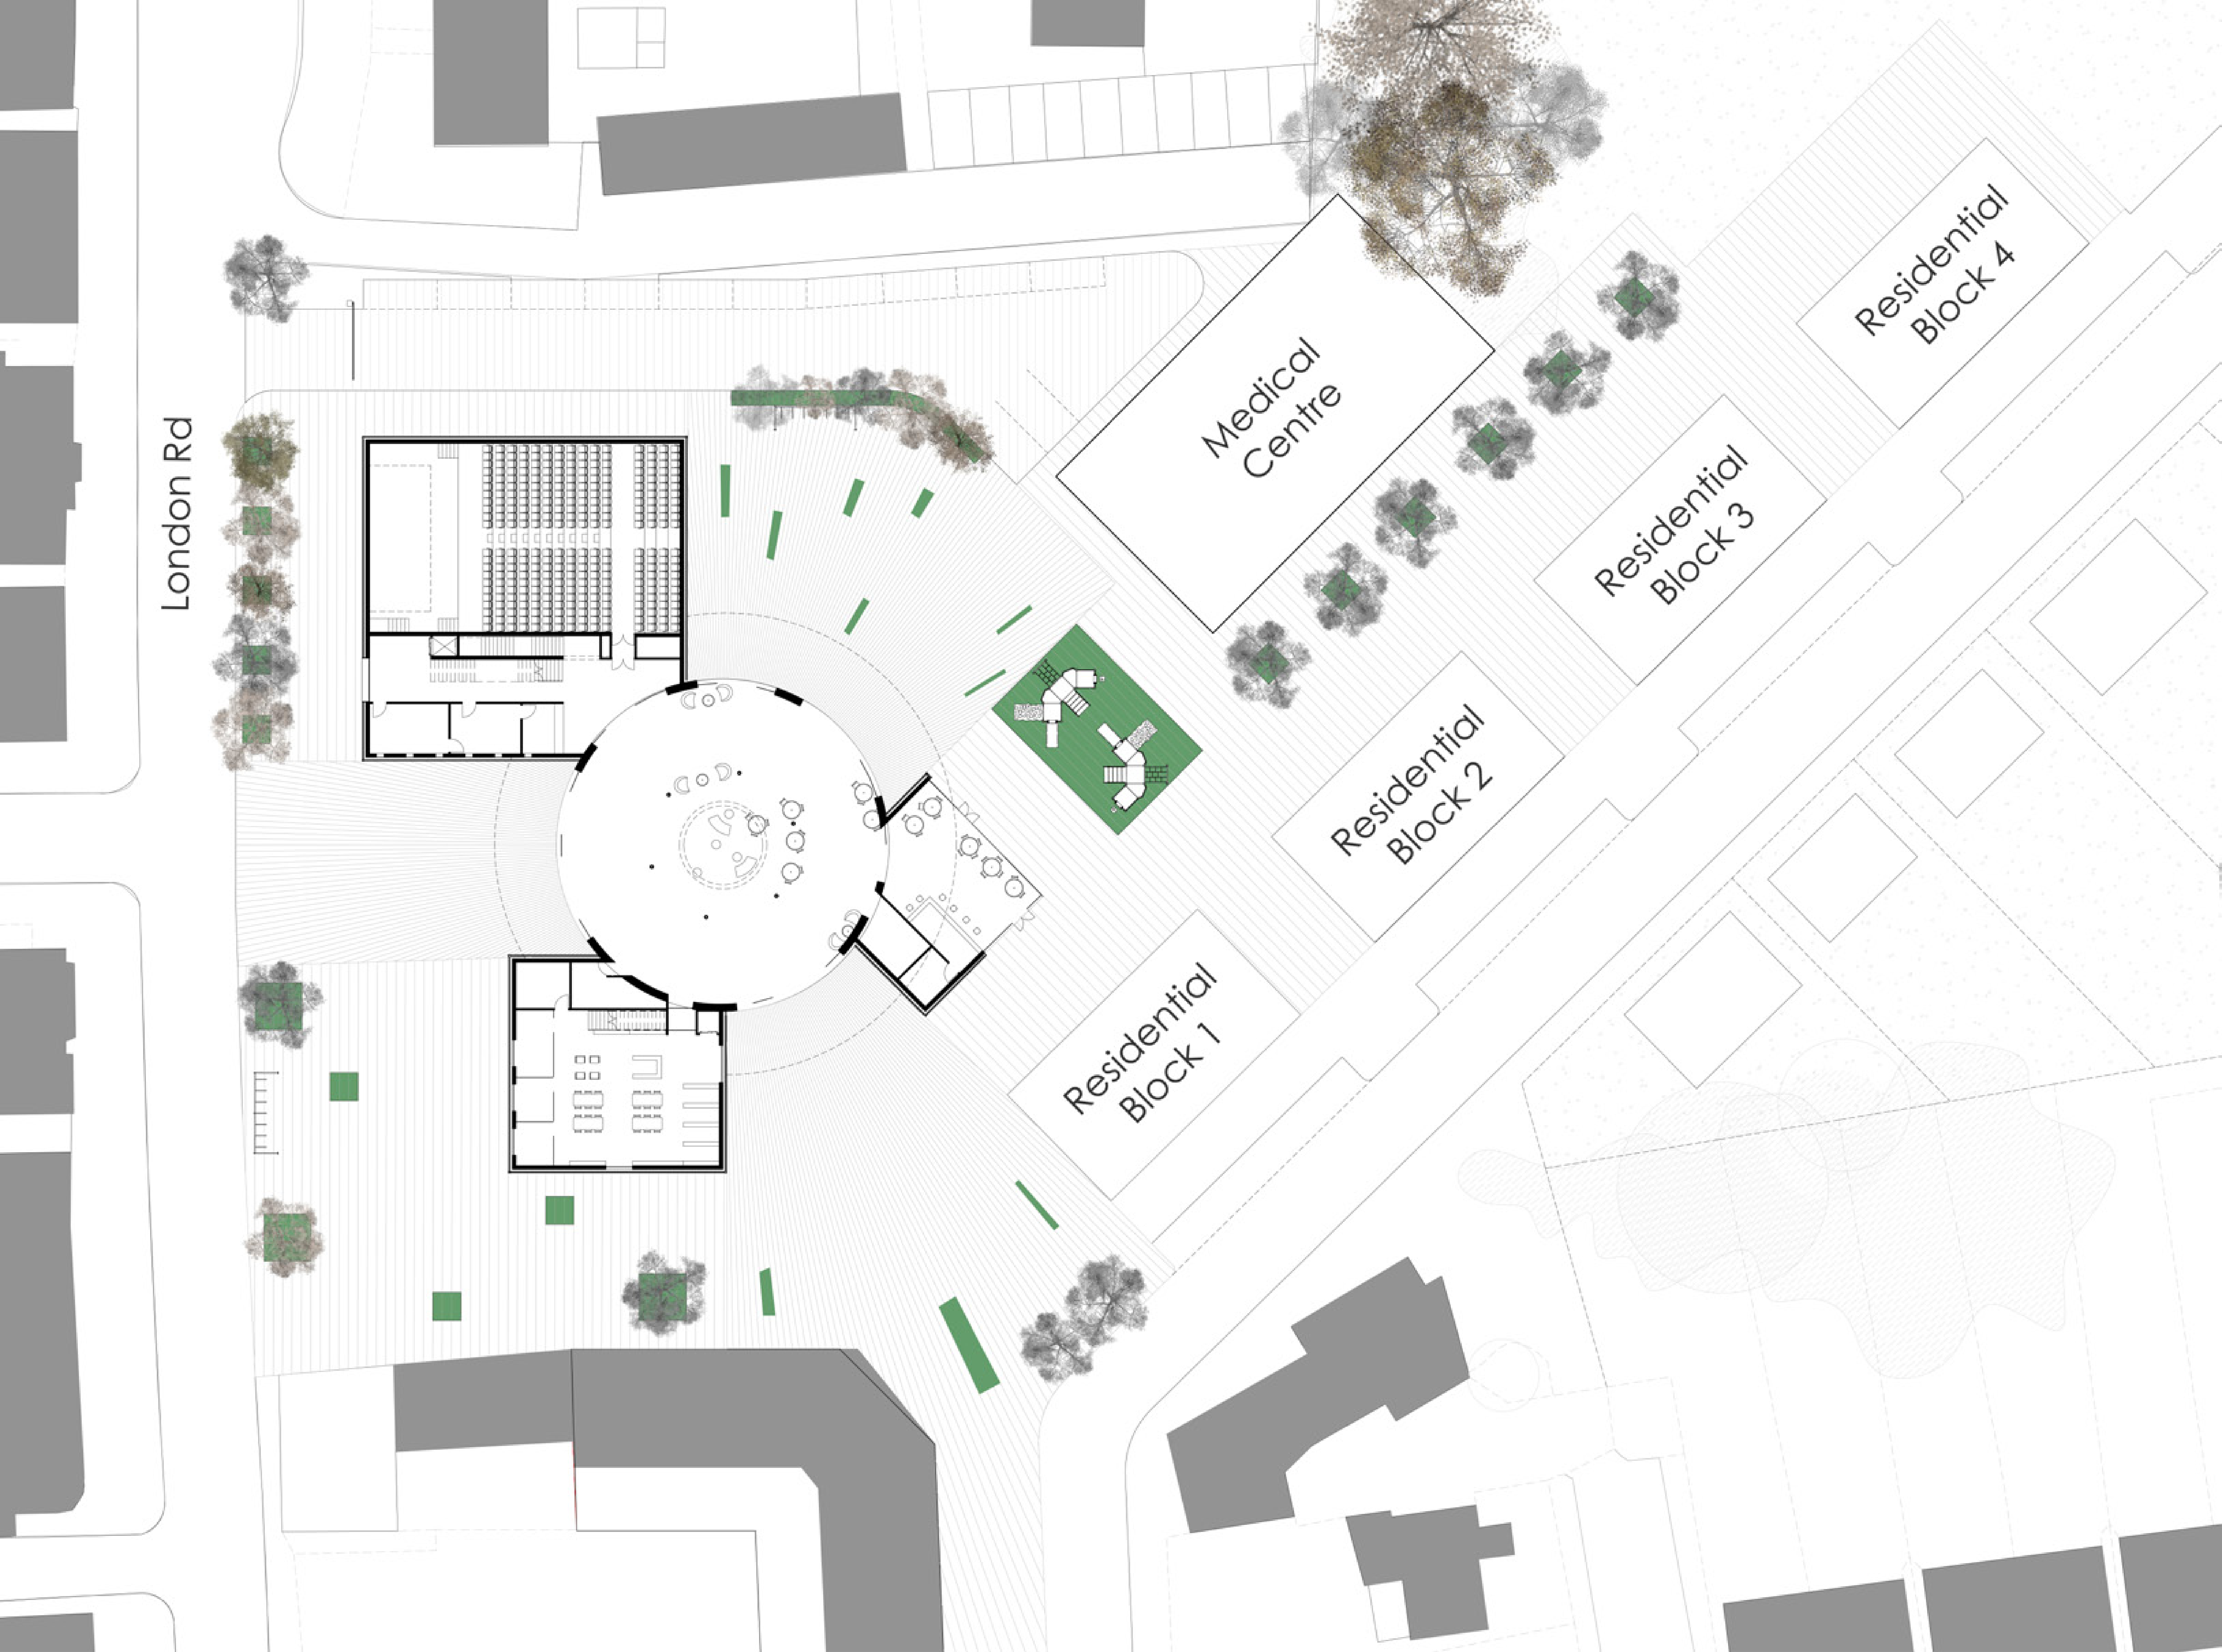 London Rd
Medical
Centre
Residential
Block 4
Residential
Block 3
Residential
Block 2
Residential
Block 1